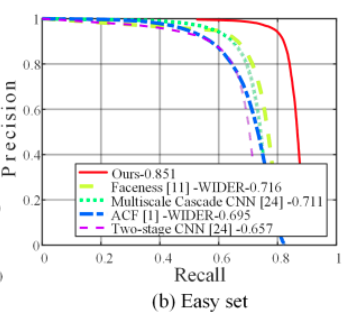 1
0.8
0.6
0.4
0.2
0
Precision
Ours-0.851
Faceness [11] -WIDER-0.716
Multiscale Cascade CNN [24] -0.711
ACF [1] -WIDER-0.695
Two-stage CNN [24] -0.657
0 0.2 0.4 0.6 0.8 1
Recall
(b) Easy set